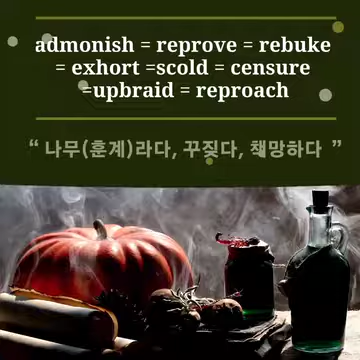 admonish = reprove = rebuke
= exhort =scold = censure
=upbraid = reproach
“ 나무(훈계)라다, 꾸짖다, 책망하다 ”